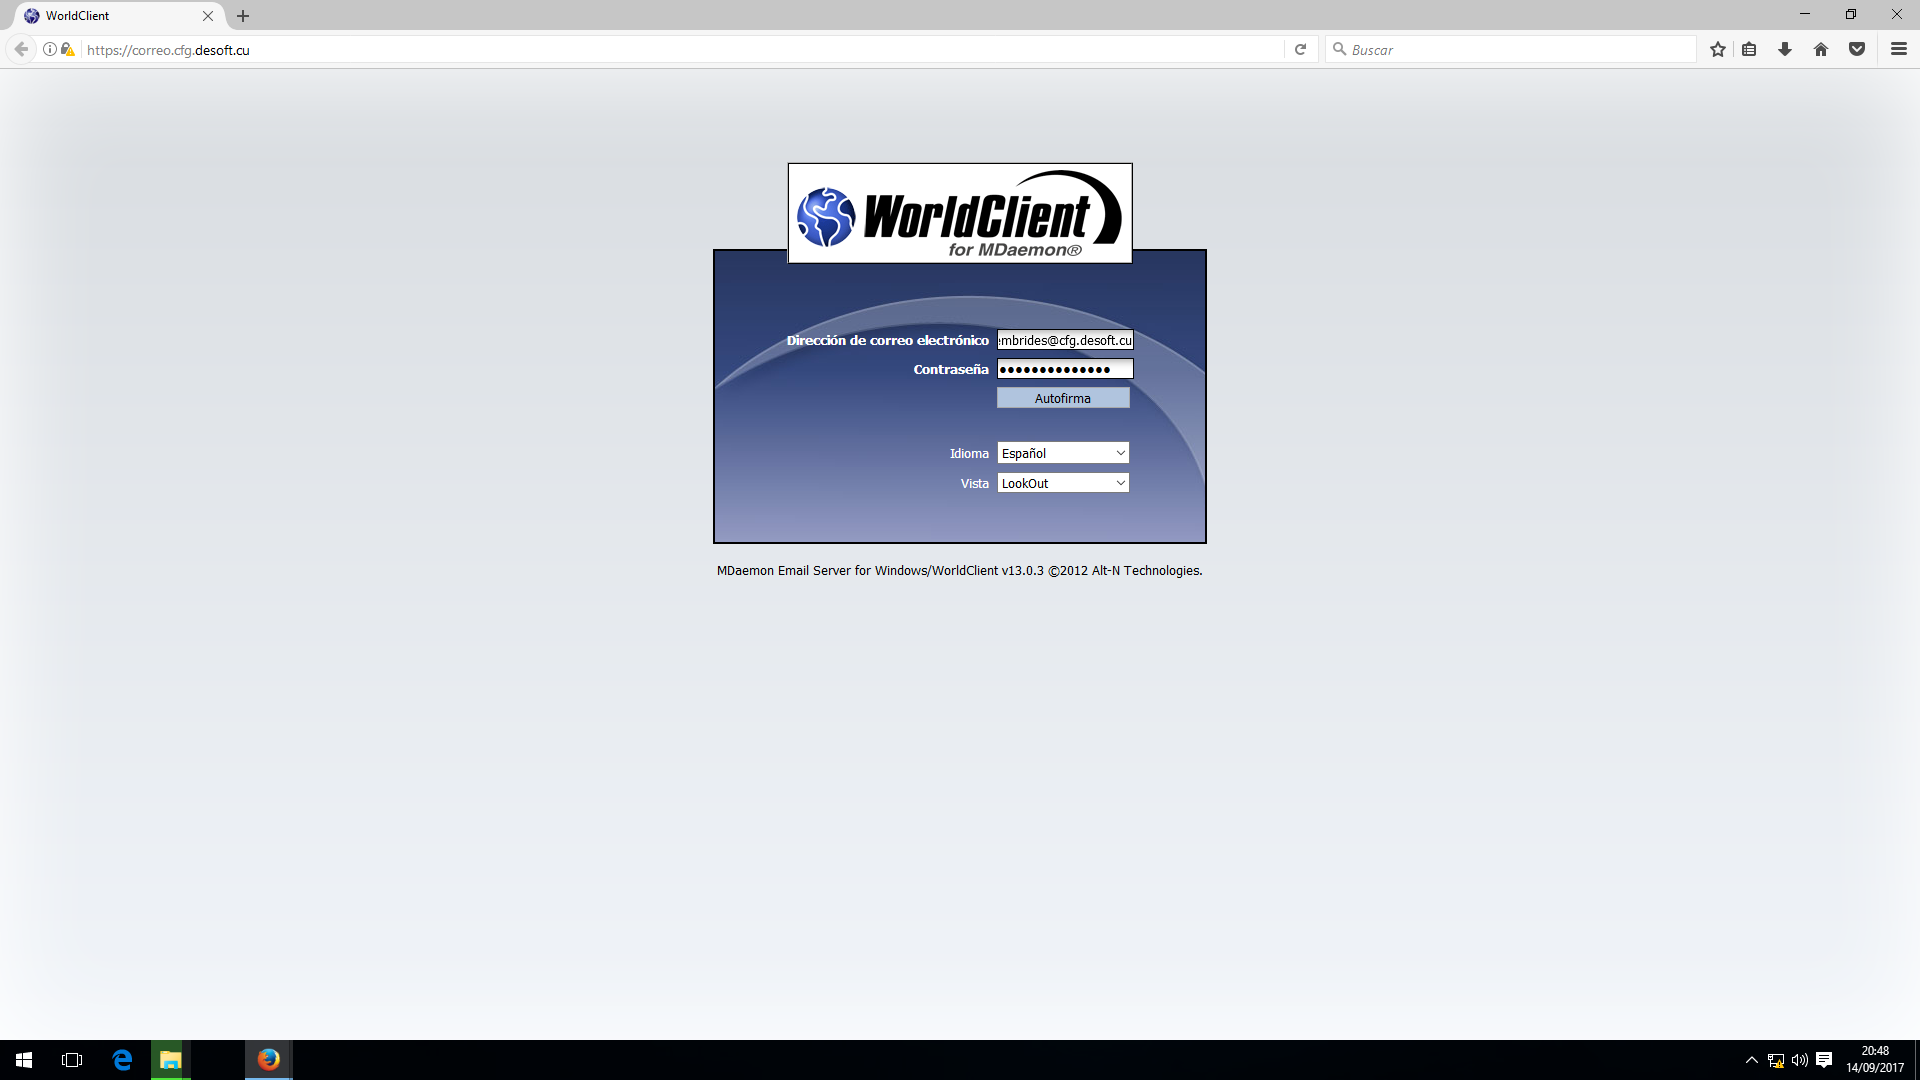 WorldClient
https://correo.cfg.desoft.cu
Buscar
WorldClient
for MDaemon®
Dirección de correo electrónico
embrides@cfg.desoft.cu
Contraseña ●●●●●●●●●●●●●●
Autofirma
Idioma Español
Vista LookOut
MDaemon Email Server for Windows/WorldClient v13.0.3 ©2012 Alt-N Technologies.
20:48
14/09/2017